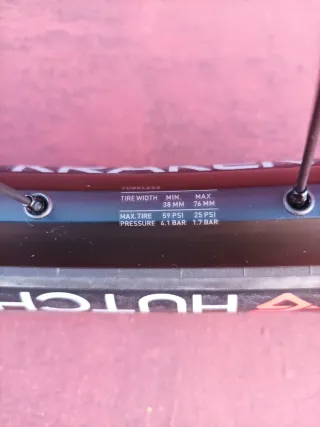 TUBELESS
TIRE WIDTH MIN. 38 MM MAX. 76 MM
MAX.TIRE PRESSURE 59 PSI 4.1 BAR 25 PSI 1.7 BAR
HUTCH